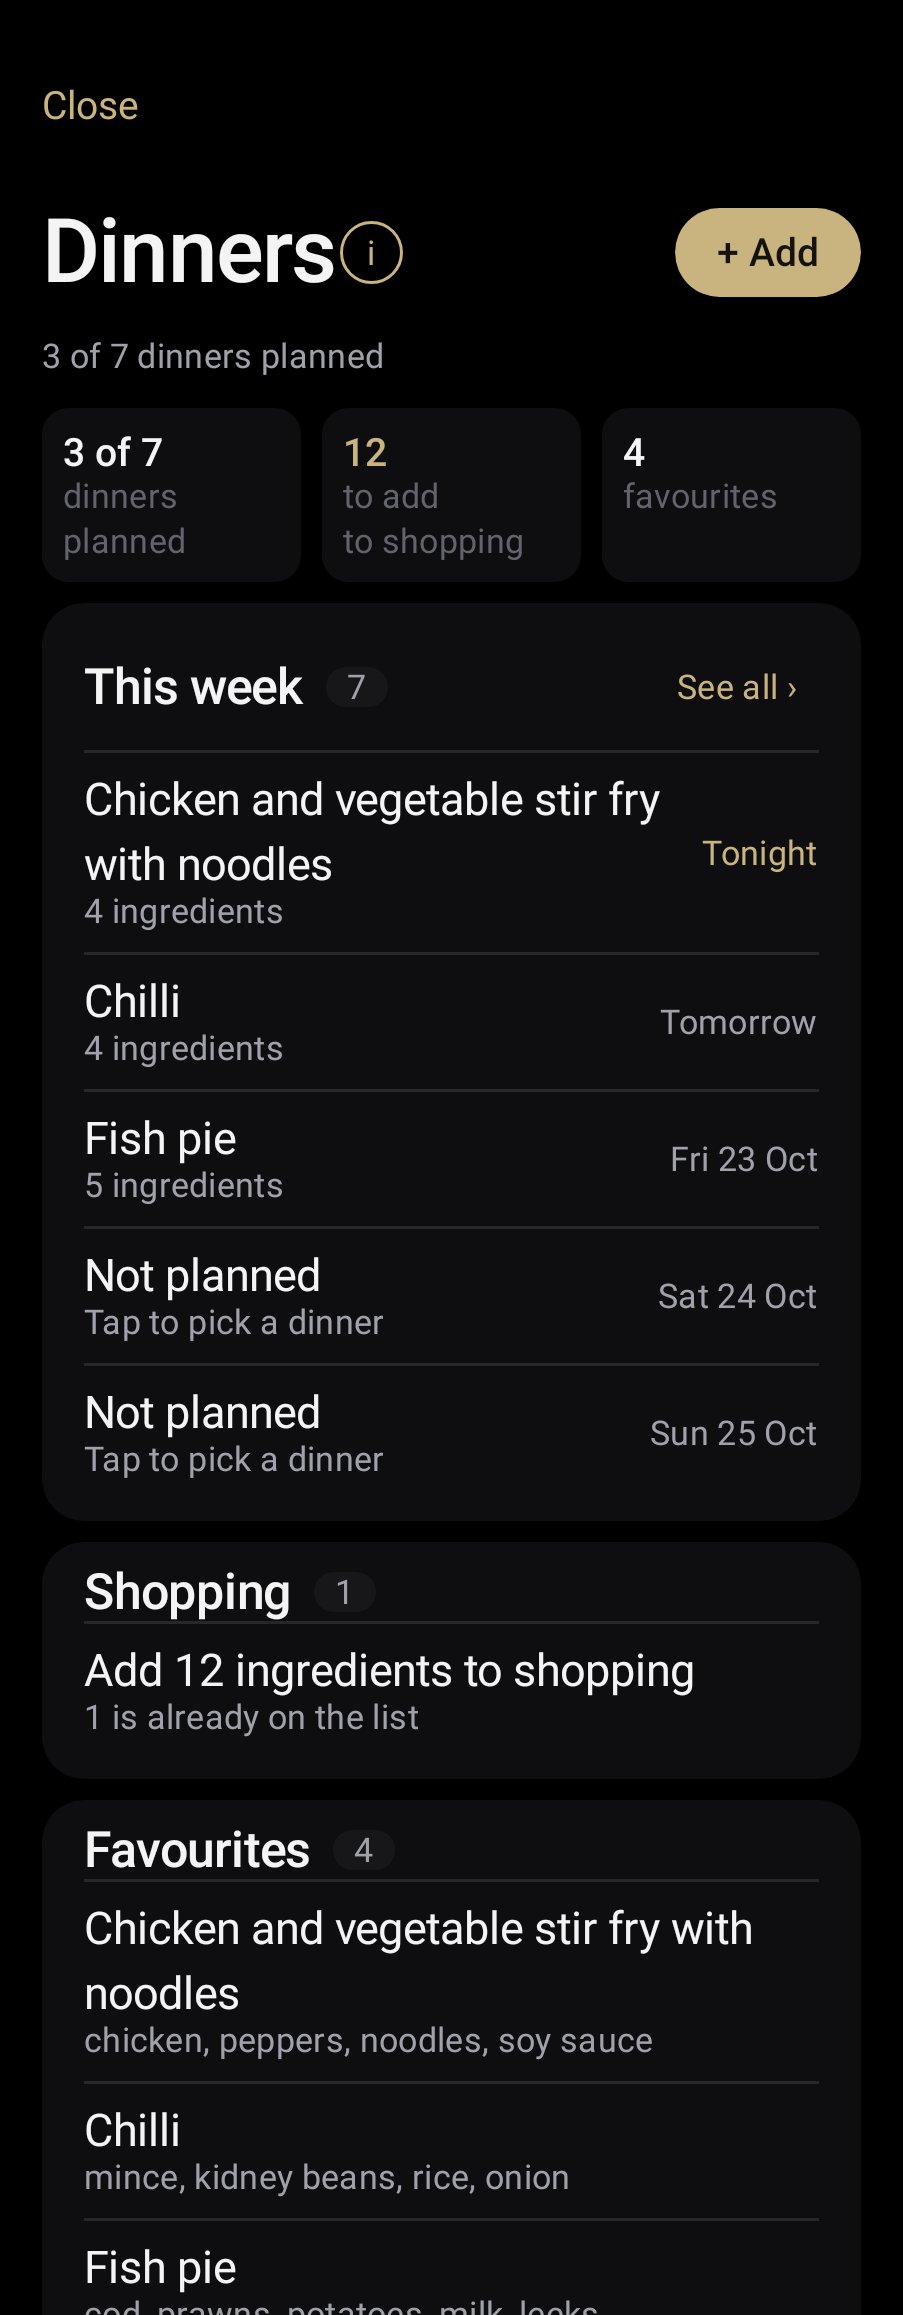 Close
Dinners i
+ Add
3 of 7 dinners planned
3 of 7
dinners
planned
12
to add
to shopping
4
favourites
This week 7
See all ›
Chicken and vegetable stir fry
with noodles
4 ingredients
Tonight
Chilli
4 ingredients
Tomorrow
Fish pie
5 ingredients
Fri 23 Oct
Not planned
Tap to pick a dinner
Sat 24 Oct
Not planned
Tap to pick a dinner
Sun 25 Oct
Shopping 1
Add 12 ingredients to shopping
1 is already on the list
Favourites 4
Chicken and vegetable stir fry with
noodles
chicken, peppers, noodles, soy sauce
Chilli
mince, kidney beans, rice, onion
Fish pie
cod, prawns, potatoes, milk, leeks